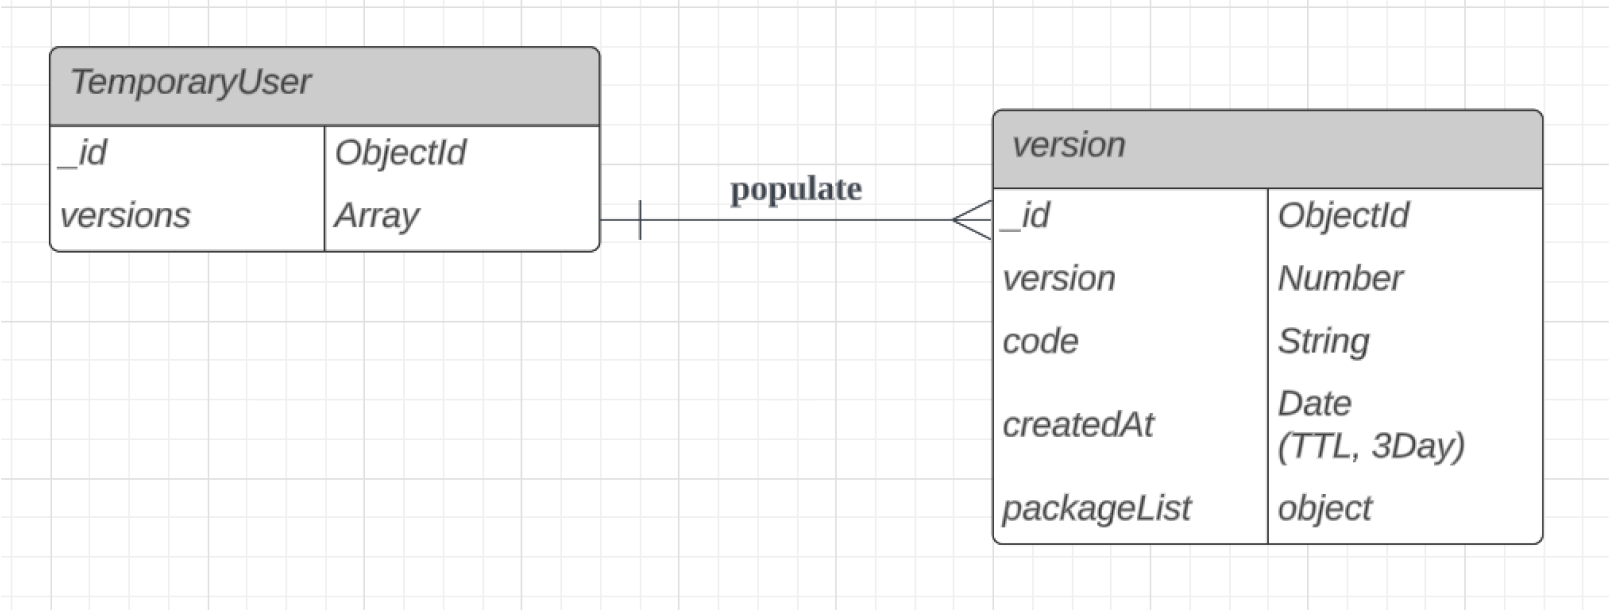 TemporaryUser
_id ObjectId
versions Array
populate
version
_id ObjectId
version Number
code String
createdAt Date
(TTL, 3Day)
packageList object